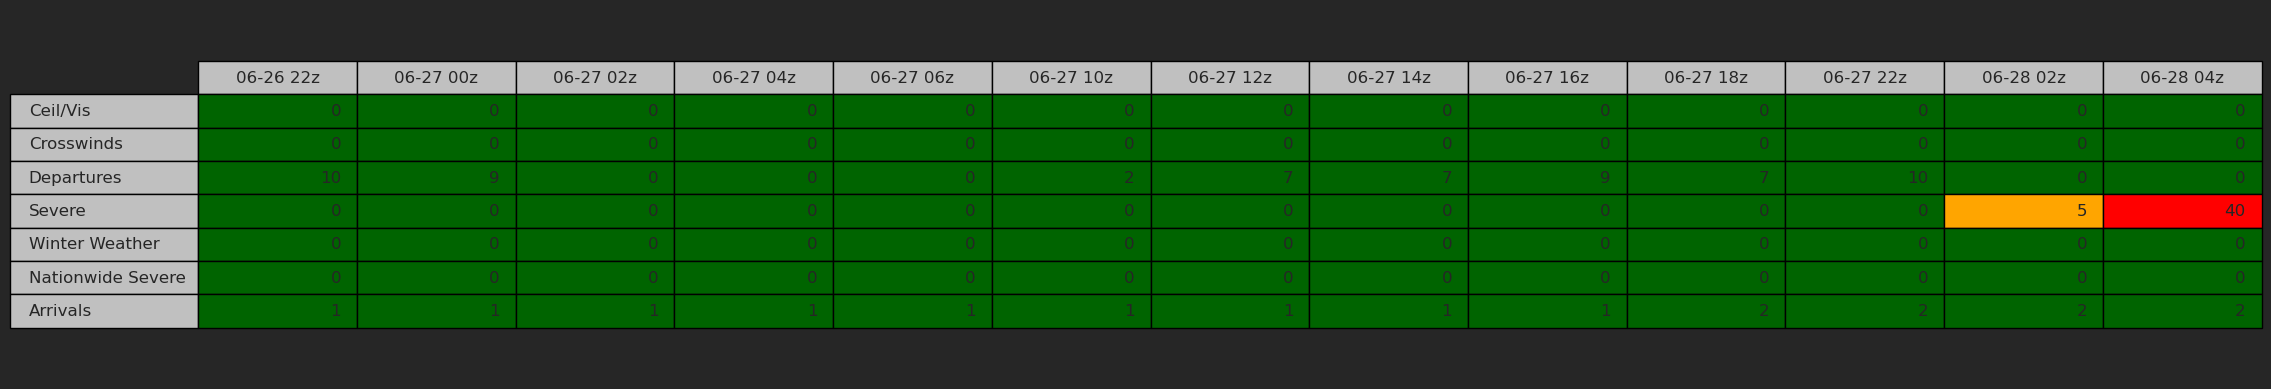 06-26 22z 06-27 00z 06-27 02z 06-27 04z 06-27 06z 06-27 10z 06-27 12z 06-27 14z 06-27 16z 06-27 18z 06-27 22z 06-28 02z 06-28 04z
Ceil/Vis 0 0 0 0 0 0 0 0 0 0 0 0 0
Crosswinds 0 0 0 0 0 0 0 0 0 0 0 0 0
Departures 10 9 0 0 0 2 7 7 9 7 10 0 0
Severe 0 0 0 0 0 0 0 0 0 0 0 5 40
Winter Weather 0 0 0 0 0 0 0 0 0 0 0 0 0
Nationwide Severe 0 0 0 0 0 0 0 0 0 0 0 0 0
Arrivals 1 1 1 1 1 1 1 1 1 2 2 2 2